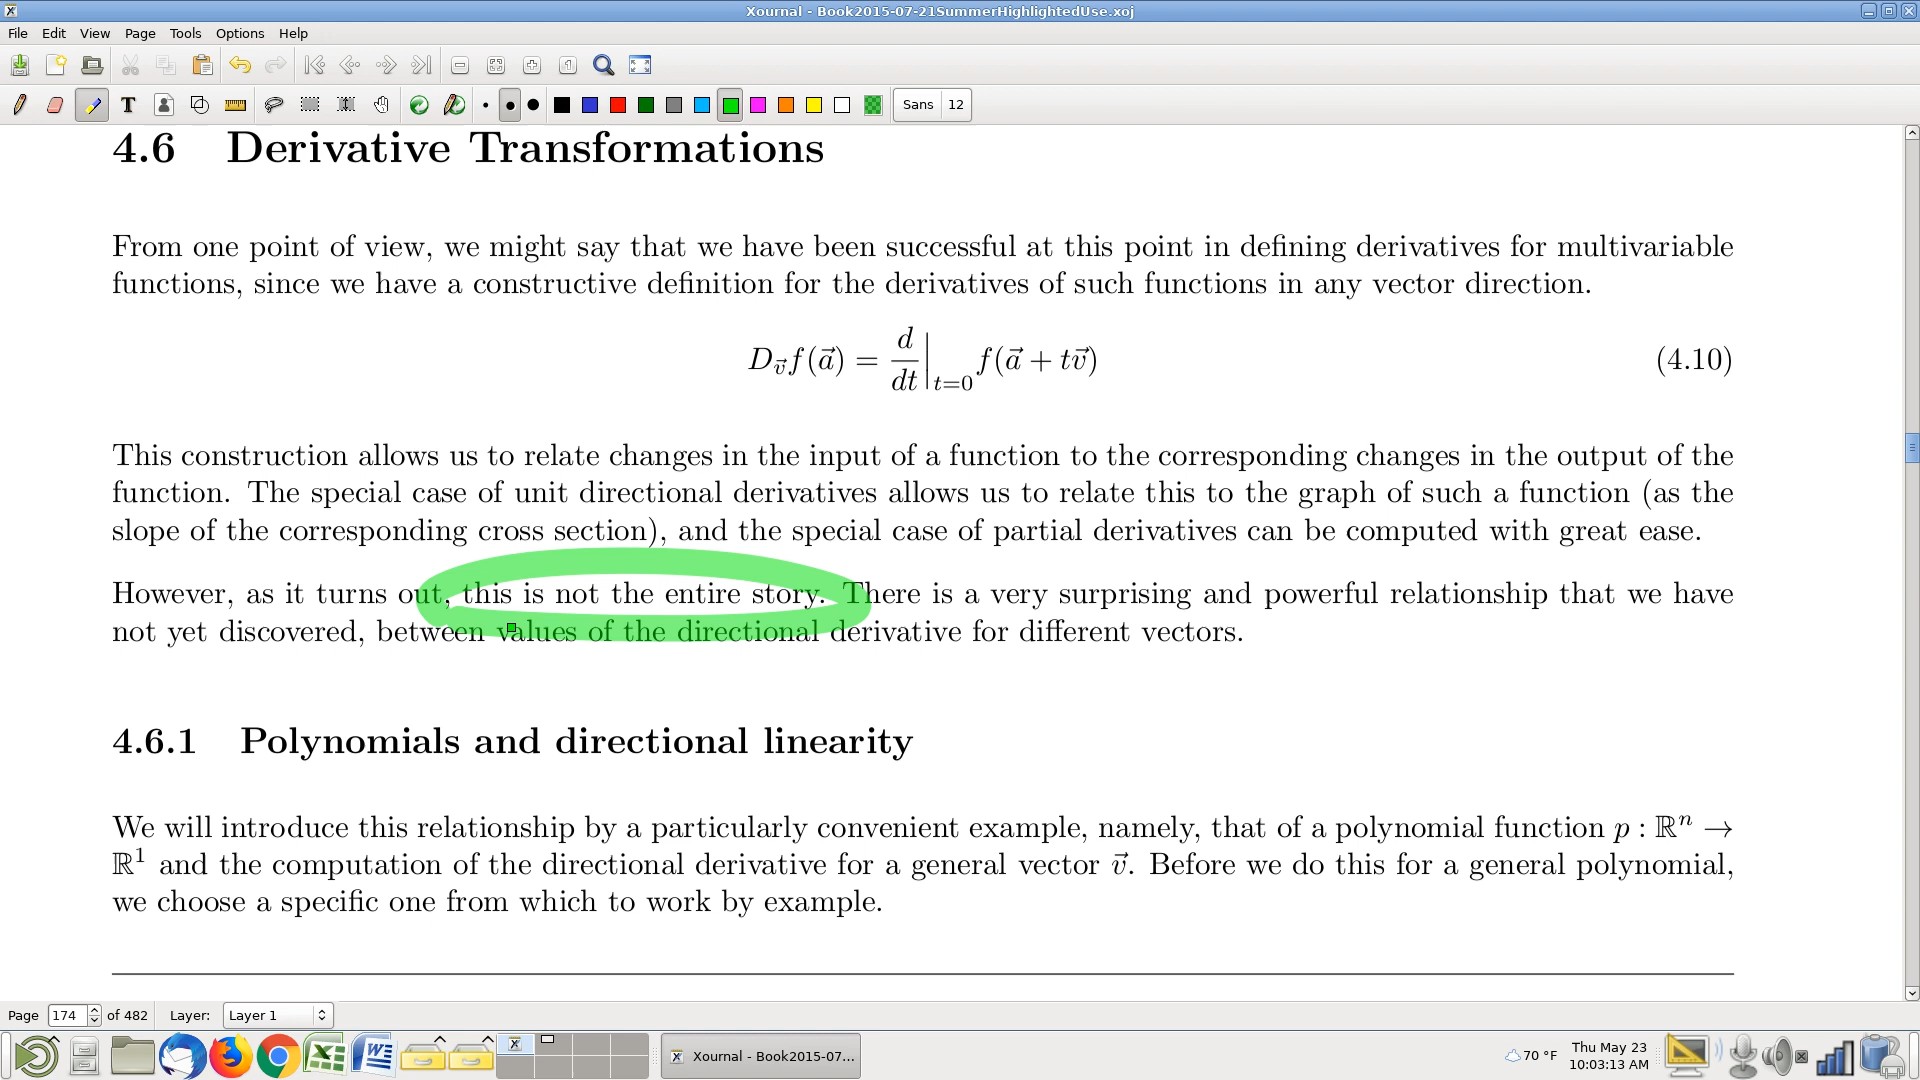 Xournal - Book2015-07-21SummerHighlightedUse.xoj
File Edit View Page Tools Options Help
Sans 12
4.6 Derivative Transformations
From one point of view, we might say that we have been successful at this point in defining derivatives for multivariable
functions, since we have a constructive definition for the derivatives of such functions in any vector direction.
D_{\vec{v}} f(\vec{a}) = \frac{d}{dt}\Big|_{t=0} f(\vec{a} + t\vec{v}) (4.10)
This construction allows us to relate changes in the input of a function to the corresponding changes in the output of the
function. The special case of unit directional derivatives allows us to relate this to the graph of such a function (as the
slope of the corresponding cross section), and the special case of partial derivatives can be computed with great ease.
However, as it turns out, this is not the entire story. There is a very surprising and powerful relationship that we have
not yet discovered, between values of the directional derivative for different vectors.
4.6.1 Polynomials and directional linearity
We will introduce this relationship by a particularly convenient example, namely, that of a polynomial function p : ℝⁿ →
ℝ¹ and the computation of the directional derivative for a general vector \vec{v}. Before we do this for a general polynomial,
we choose a specific one from which to work by example.
Page 174 of 482 Layer: Layer 1
Xournal - Book2015-07...
70 °F
Thu May 23
10:03:13 AM